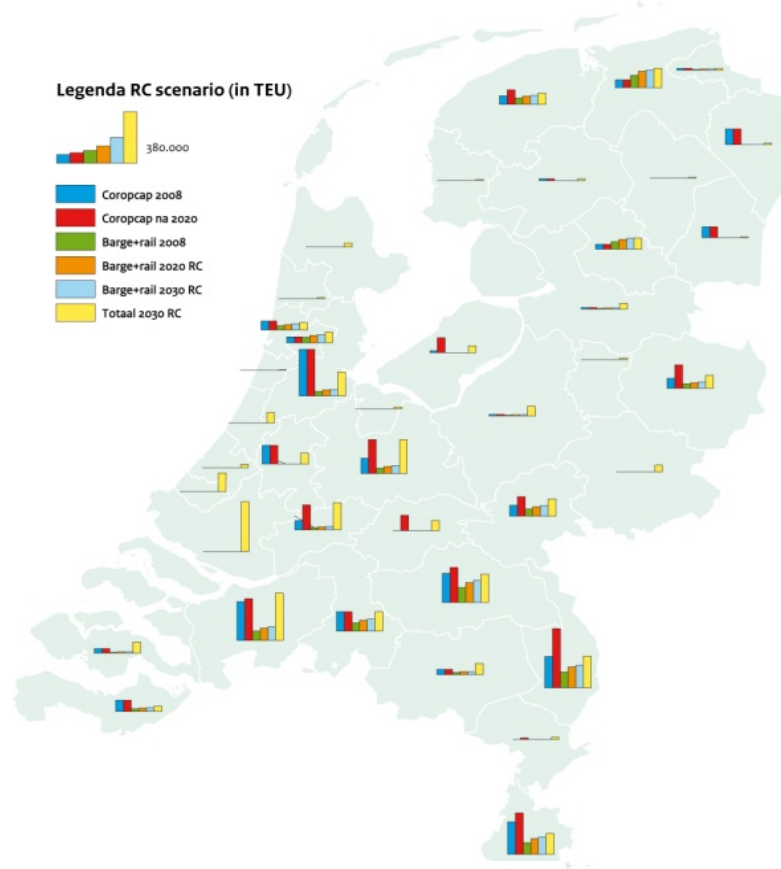 Legenda RC scenario (in TEU)
380.000
Coropcap 2008
Coropcap na 2020
Barge+rail 2008
Barge+rail 2020 RC
Barge+rail 2030 RC
Totaal 2030 RC